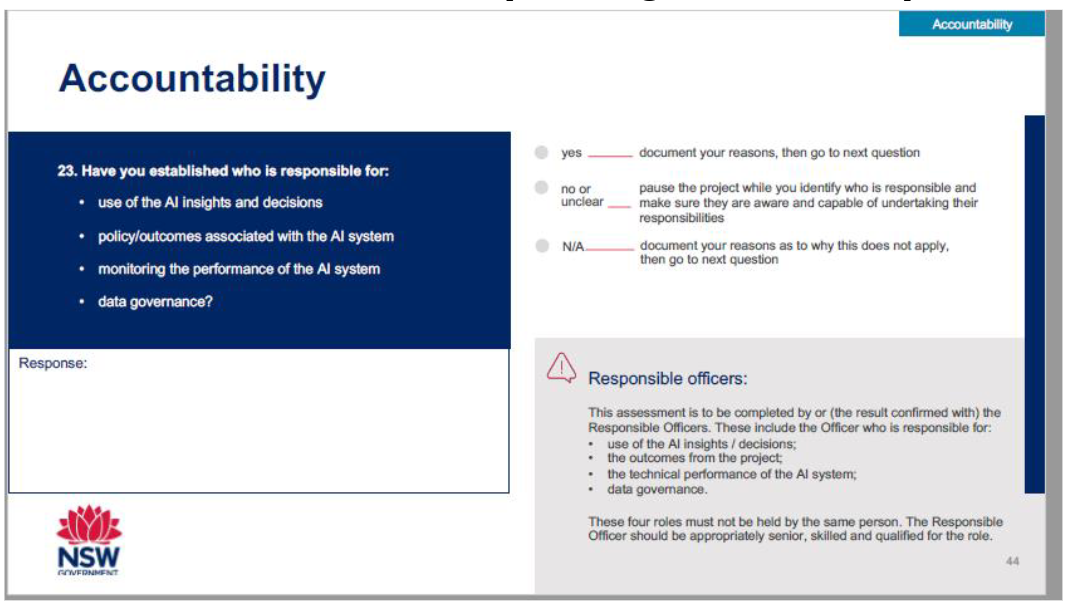 Accountability
Accountability
23. Have you established who is responsible for:
• use of the AI insights and decisions
• policy/outcomes associated with the AI system
• monitoring the performance of the AI system
• data governance?
yes ______ document your reasons, then go to next question
no or
unclear ___ pause the project while you identify who is responsible and
make sure they are aware and capable of undertaking their
responsibilities
N/A______ document your reasons as to why this does not apply,
then go to next question
Response:
Responsible officers:
This assessment is to be completed by or (the result confirmed with) the
Responsible Officers. These include the Officer who is responsible for:
• use of the AI insights / decisions;
• the outcomes from the project;
• the technical performance of the AI system;
• data governance.
These four roles must not be held by the same person. The Responsible
Officer should be appropriately senior, skilled and qualified for the role.
NSW
GOVERNMENT
44